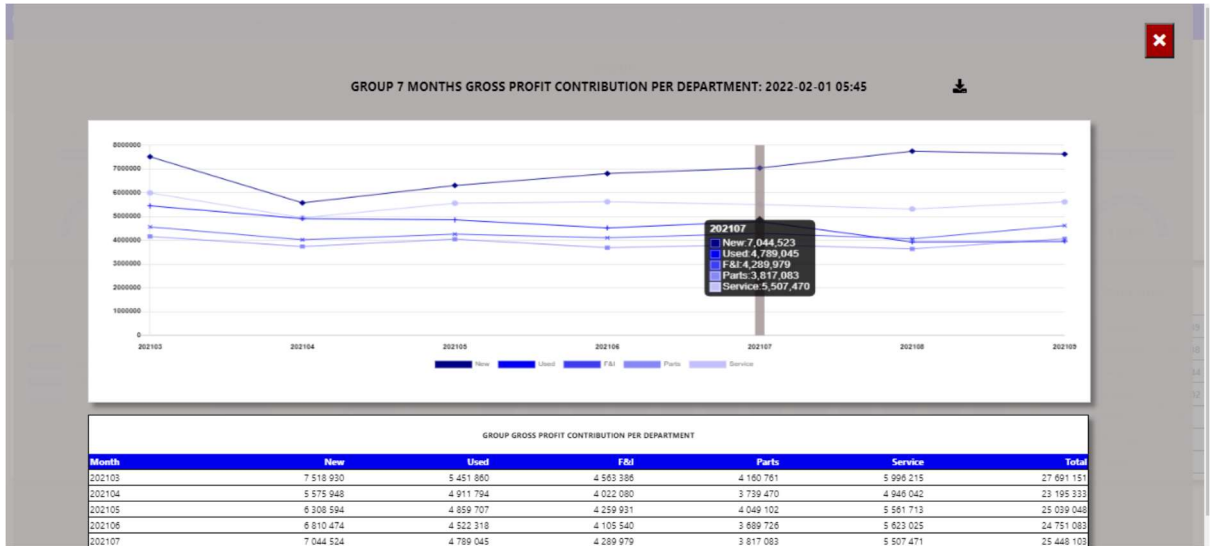 GROUP 7 MONTHS GROSS PROFIT CONTRIBUTION PER DEPARTMENT: 2022-02-01 05:45
8000000
7000000
6000000
5000000
4000000
3000000
2000000
1000000
0
202107
New:7,044,523
Used:4,789,045
F&I:4,289,979
Parts:3,817,083
Service:5,507,470
202103 202104 202105 202106 202107 202108 202109
New Used F&I Parts Service
GROUP GROSS PROFIT CONTRIBUTION PER DEPARTMENT
Month New Used F&I Parts Service Total
202103 7 518 930 5 451 860 4 563 386 4 160 761 5 996 215 27 691 151
202104 5 575 948 4 911 794 4 022 080 3 739 470 4 946 042 23 195 333
202105 6 308 594 4 859 707 4 259 931 4 049 102 5 561 713 25 039 048
202106 6 810 474 4 522 318 4 105 540 3 689 726 5 623 025 24 751 083
202107 7 044 524 4 789 045 4 289 979 3 817 083 5 507 471 25 448 103